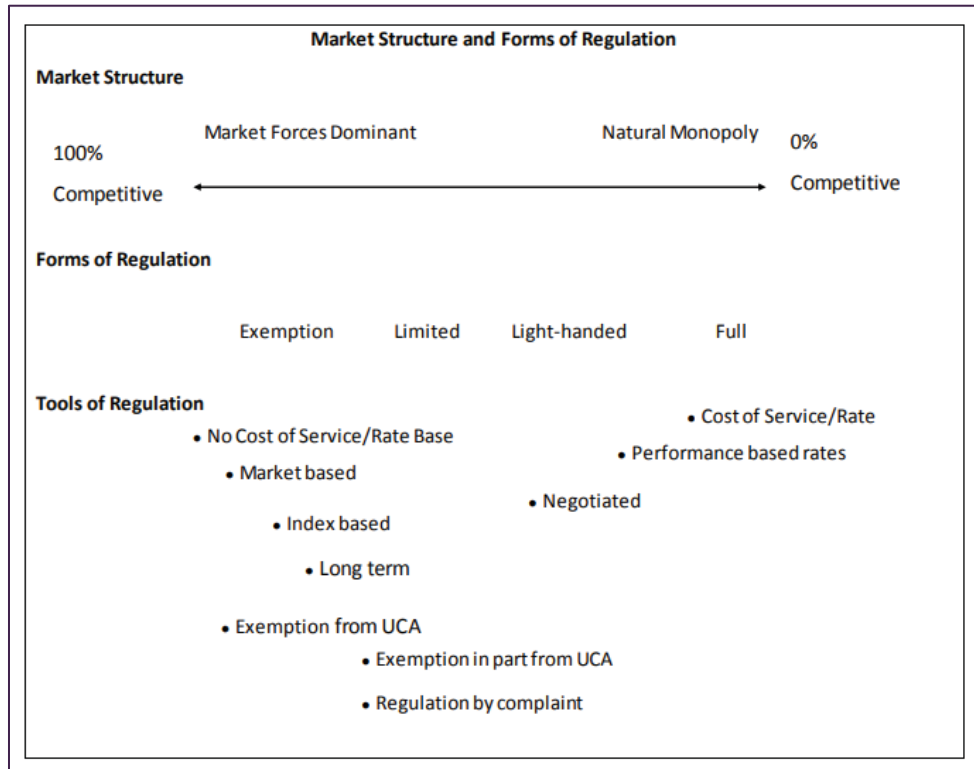 Market Structure and Forms of Regulation
Market Structure
Market Forces Dominant
Natural Monopoly
100%
Competitive
0%
Competitive
Forms of Regulation
Exemption
Limited
Light-handed
Full
Tools of Regulation
• Cost of Service/Rate
• No Cost of Service/Rate Base
• Performance based rates
• Market based
• Negotiated
• Index based
• Long term
• Exemption from UCA
• Exemption in part from UCA
• Regulation by complaint